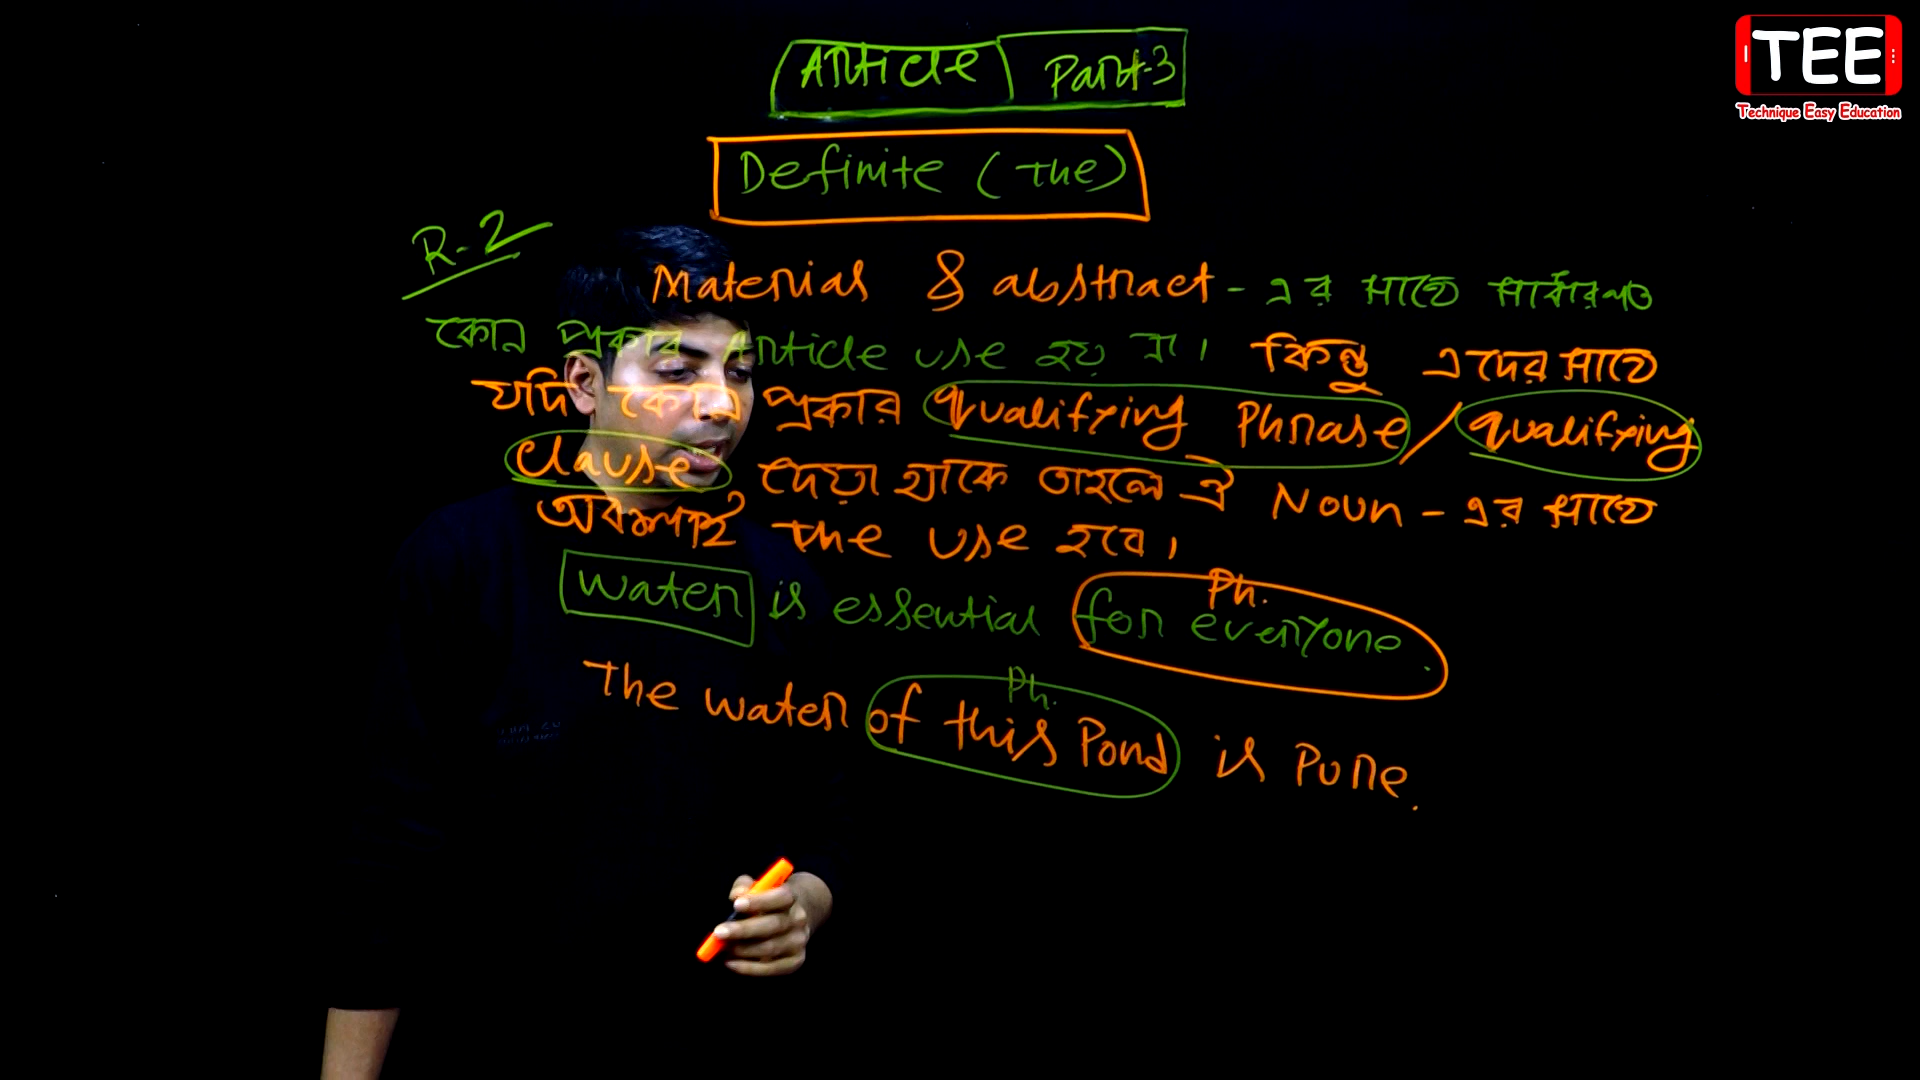 Article Part-3
TEE
Technique Easy Education
Definite (The)
R-2
Material & abstract - এর সাথে সাধারণত
কোন প্রকার Article use হয় না। কিন্তু এদের সাথে
যদি কোন প্রকার Qualifying Phrase / Qualifying
Clause দেয়া থাকে তাহলে ঐ Noun - এর সাথে
অবশ্যই The use হবে।
Ph.
Water is essential for everyone.
Ph.
The water of this Pond is Pure.